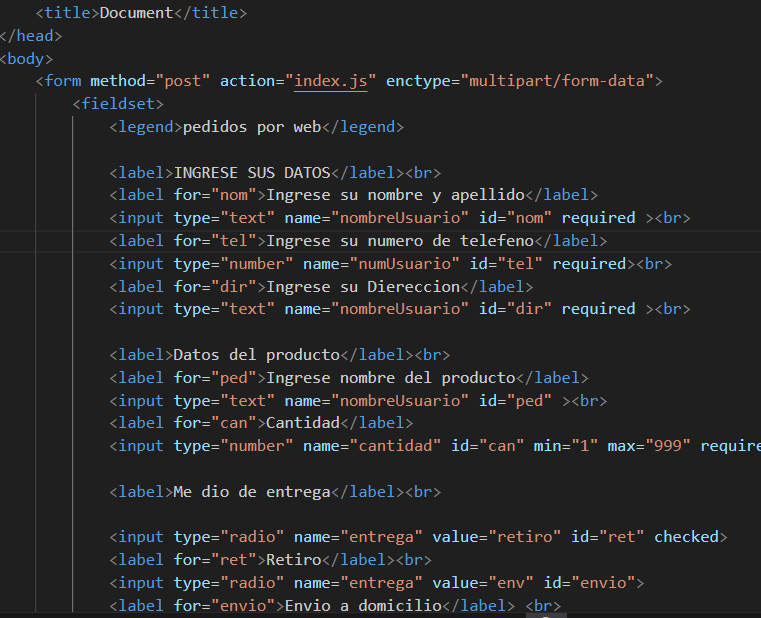 <title>Document</title>
</head>
<body>
<form method="post" action="index.js" enctype="multipart/form-data">
<fieldset>
<legend>pedidos por web</legend>
<label>INGRESE SUS DATOS</label><br>
<label for="nom">Ingrese su nombre y apellido</label>
<input type="text" name="nombreUsuario" id="nom" required ><br>
<label for="tel">Ingrese su numero de telefeno</label>
<input type="number" name="numUsuario" id="tel" required><br>
<label for="dir">Ingrese su Diereccion</label>
<input type="text" name="nombreUsuario" id="dir" required ><br>
<label>Datos del producto</label><br>
<label for="ped">Ingrese nombre del producto</label>
<input type="text" name="nombreUsuario" id="ped" ><br>
<label for="can">Cantidad</label>
<input type="number" name="cantidad" id="can" min="1" max="999" require
<label>Me dio de entrega</label><br>
<input type="radio" name="entrega" value="retiro" id="ret" checked>
<label for="ret">Retiro</label><br>
<input type="radio" name="entrega" value="env" id="envio">
<label for="envio">Envio a domicilio</label> <br>